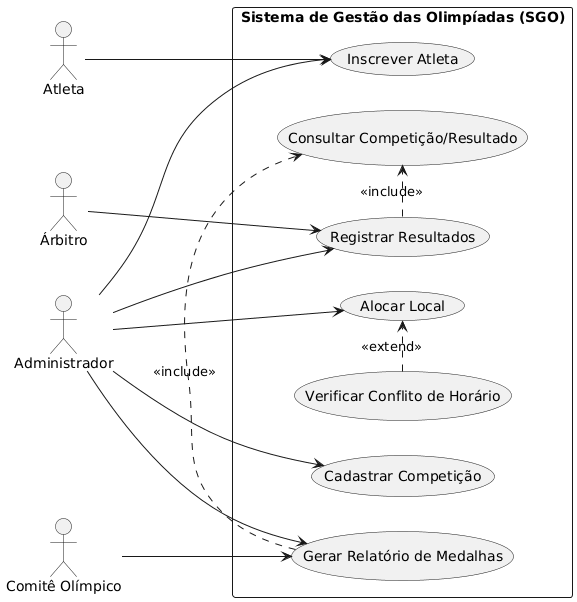 Sistema de Gestão das Olimpíadas (SGO)
Atleta
Inscrever Atleta
Consultar Competição/Resultado
«include»
Árbitro
Registrar Resultados
Administrador
Alocar Local
«extend»
«include»
Verificar Conflito de Horário
Cadastrar Competição
Comitê Olímpico
Gerar Relatório de Medalhas